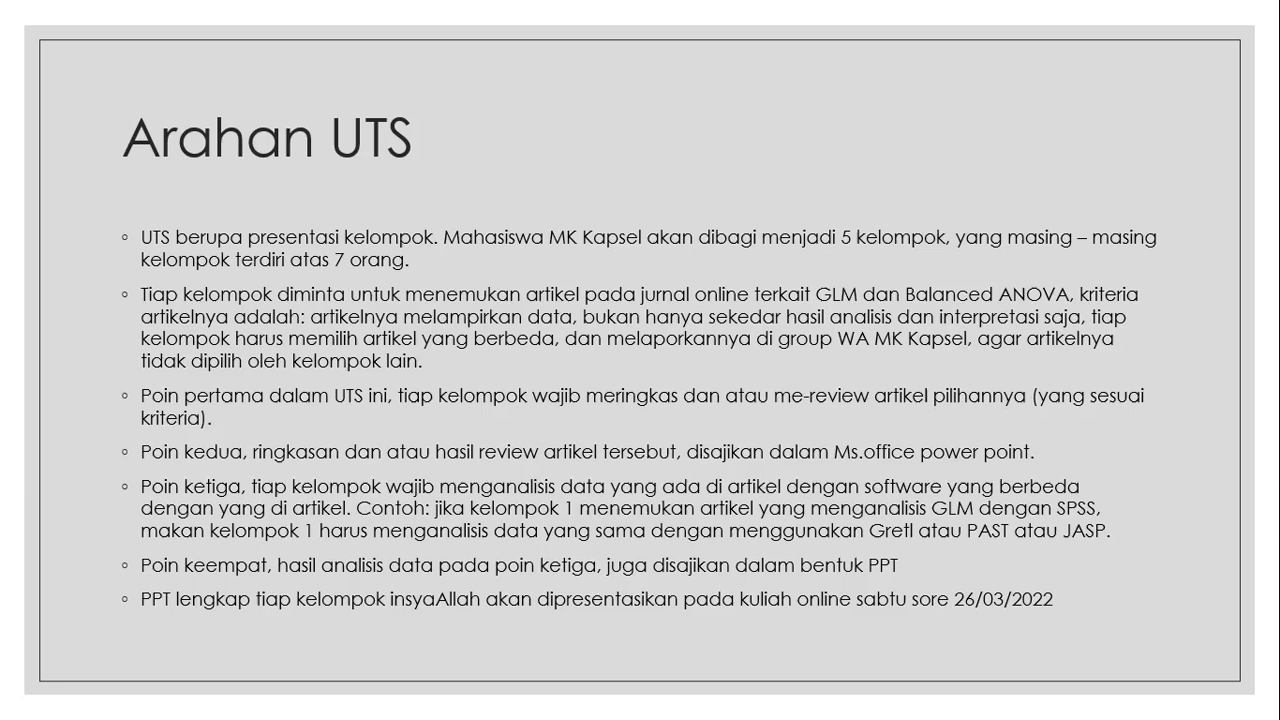 Arahan UTS
◦ UTS berupa presentasi kelompok. Mahasiswa MK Kapsel akan dibagi menjadi 5 kelompok, yang masing – masing
kelompok terdiri atas 7 orang.
◦ Tiap kelompok diminta untuk menemukan artikel pada jurnal online terkait GLM dan Balanced ANOVA, kriteria
artikelnya adalah: artikelnya melampirkan data, bukan hanya sekedar hasil analisis dan interpretasi saja, tiap
kelompok harus memilih artikel yang berbeda, dan melaporkannya di group WA MK Kapsel, agar artikelnya
tidak dipilih oleh kelompok lain.
◦ Poin pertama dalam UTS ini, tiap kelompok wajib meringkas dan atau me-review artikel pilihannya (yang sesuai
kriteria).
◦ Poin kedua, ringkasan dan atau hasil review artikel tersebut, disajikan dalam Ms.office power point.
◦ Poin ketiga, tiap kelompok wajib menganalisis data yang ada di artikel dengan software yang berbeda
dengan yang di artikel. Contoh: jika kelompok 1 menemukan artikel yang menganalisis GLM dengan SPSS,
makan kelompok 1 harus menganalisis data yang sama dengan menggunakan Gretl atau PAST atau JASP.
◦ Poin keempat, hasil analisis data pada poin ketiga, juga disajikan dalam bentuk PPT
◦ PPT lengkap tiap kelompok insyaAllah akan dipresentasikan pada kuliah online sabtu sore 26/03/2022